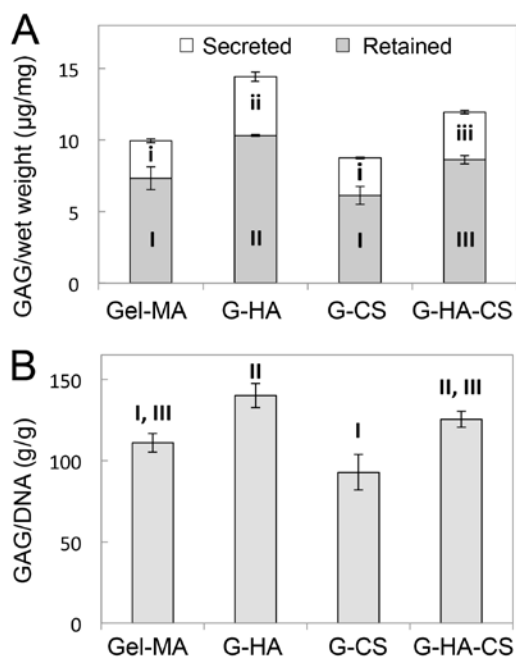 A
Secreted Retained
GAG/wet weight (µg/mg)
15
10
5
0
i ii i iii
I II I III
Gel-MA G-HA G-CS G-HA-CS
B
GAG/DNA (g/g)
150
100
50
0
I, III II I II, III
Gel-MA G-HA G-CS G-HA-CS